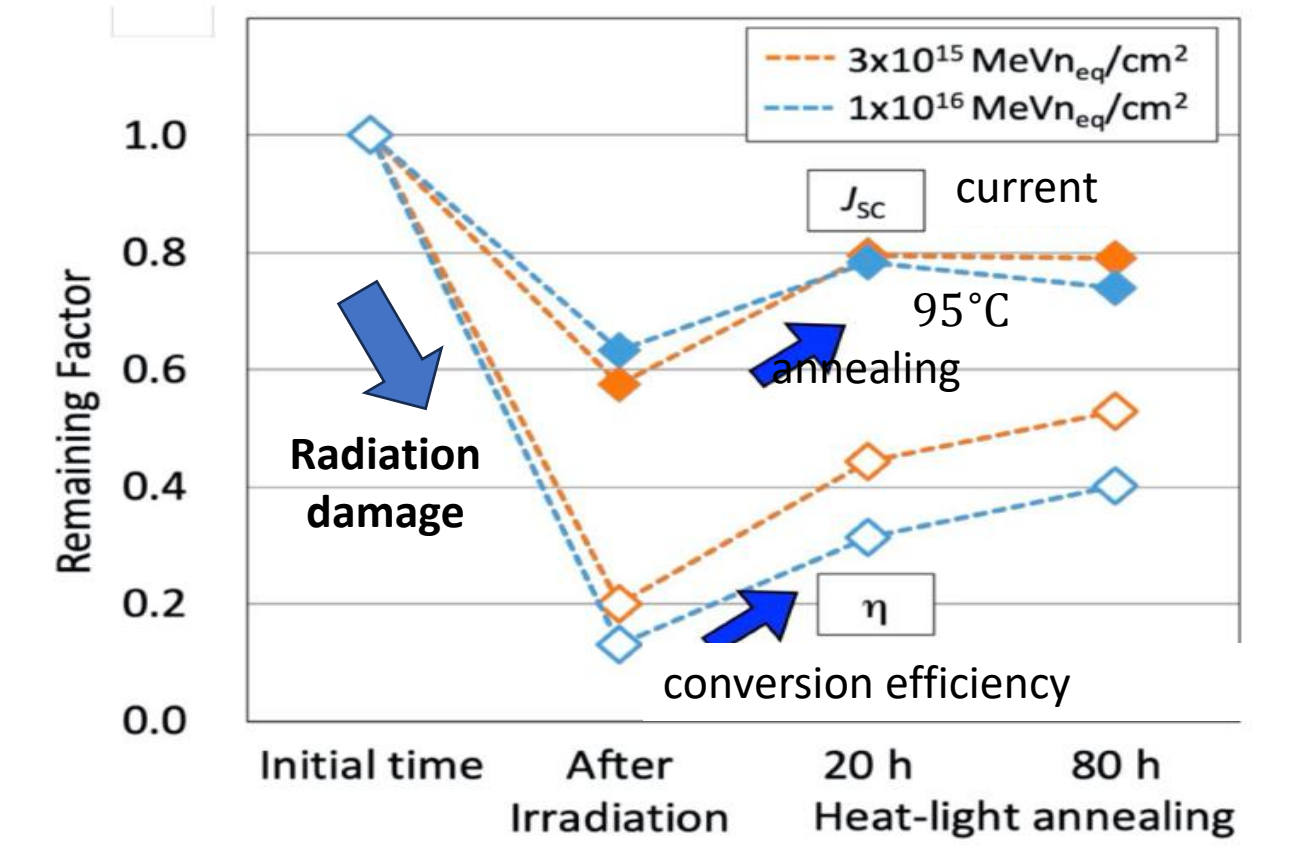 3x10¹⁵ MeVn_eq/cm²
1x10¹⁶ MeVn_eq/cm²
1.0
0.8
0.6
0.4
0.2
0.0
Remaining Factor
J_SC
current
95°C
annealing
Radiation
damage
η
conversion efficiency
Initial time
After
Irradiation
20 h
80 h
Heat-light annealing